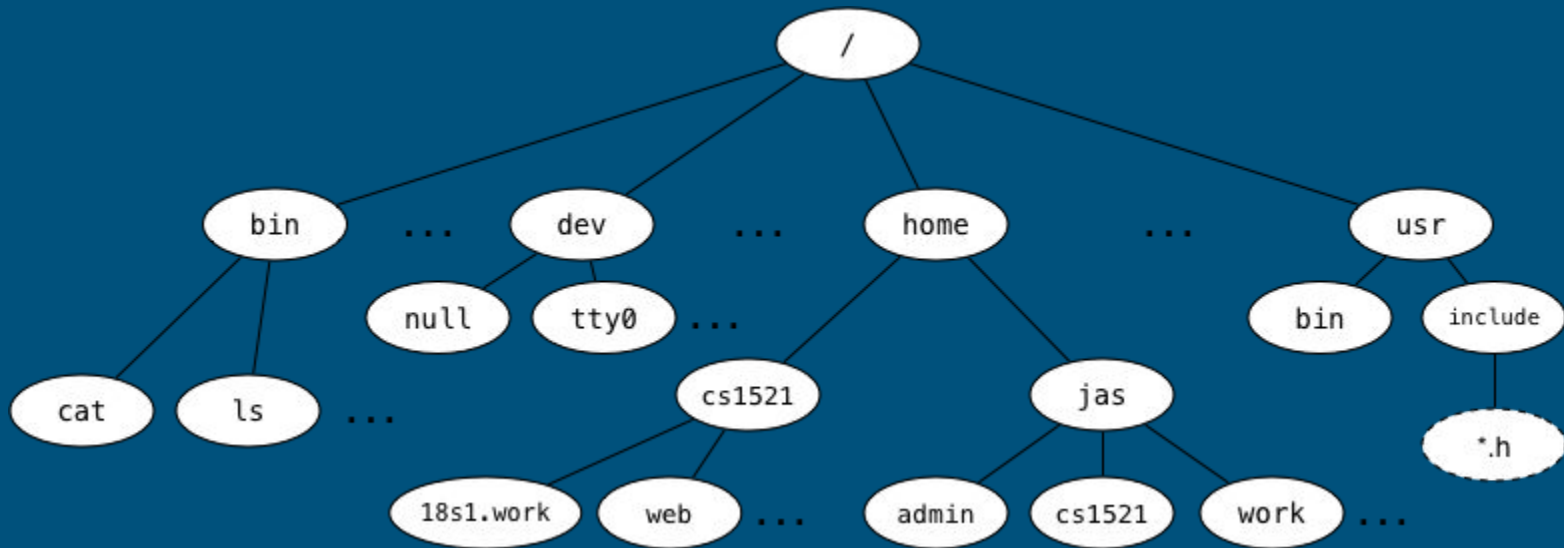 /
bin ... dev ... home ... usr
null tty0 ... bin include
cat ls ... cs1521 jas *.h
18s1.work web ... admin cs1521 work ...